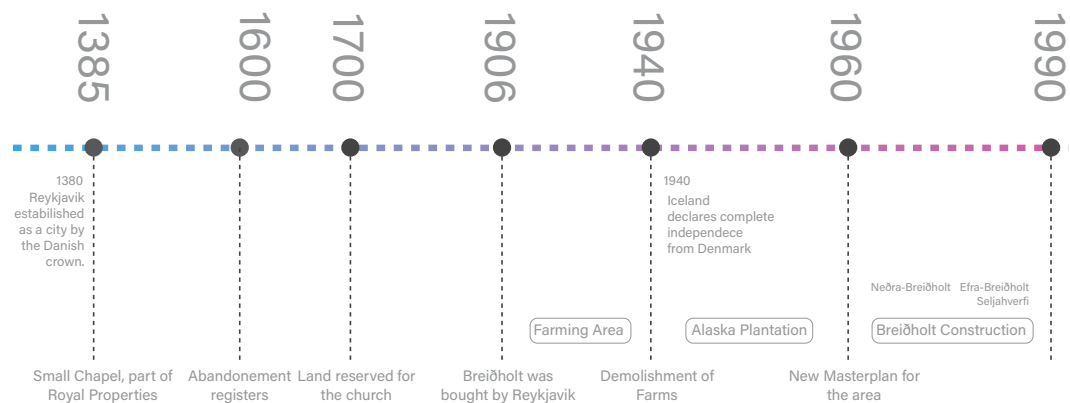 1385
1600
1700
1906
1940
1960
1990
1380
Reykjavik
estabilished
as a city by
the Danish
crown.
1940
Iceland
declares complete
independece
from Denmark
Neðra-Breiðholt Efra-Breiðholt
Seljahverfi
Farming Area
Alaska Plantation
Breiðholt Construction
Small Chapel, part of
Royal Properties
Abandonement
registers
Land reserved for
the church
Breiðholt was
bought by Reykjavik
Demolishment of
Farms
New Masterplan for
the area